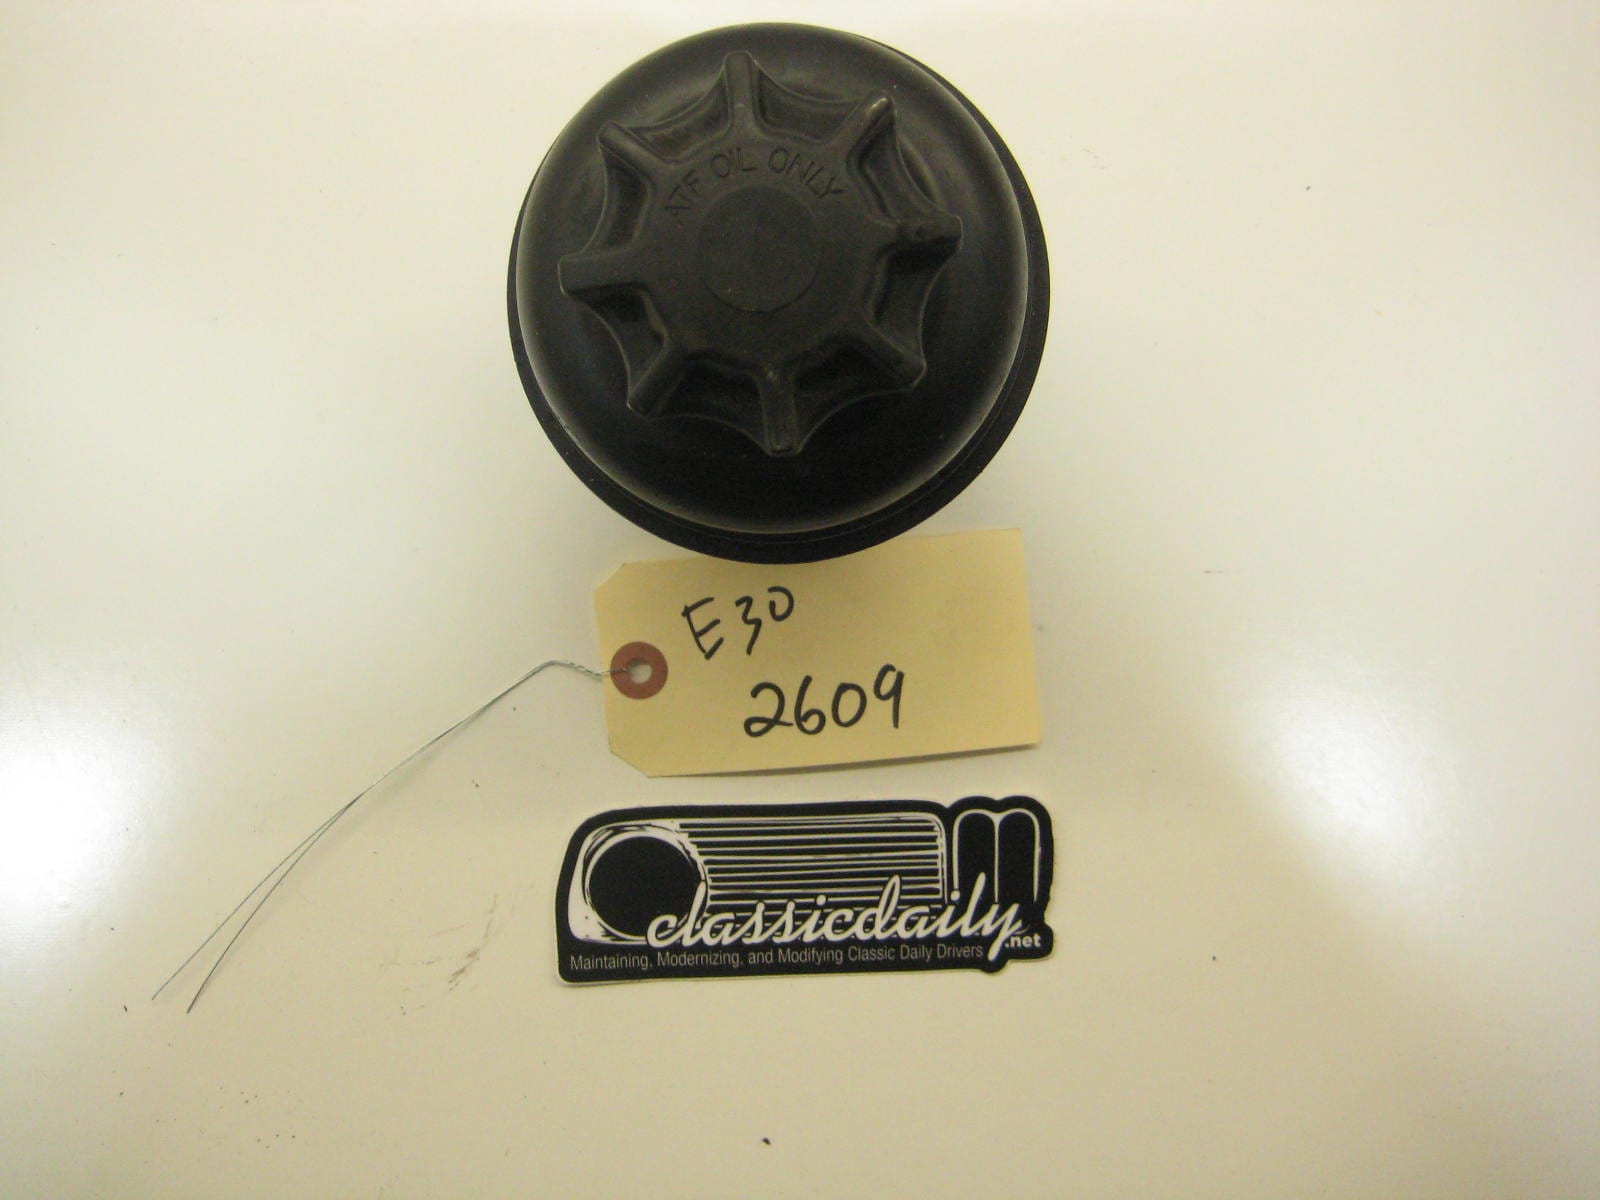 ATF OIL ONLY
E30
2609
classicdaily.net
Maintaining, Modernizing, and Modifying Classic Daily Drivers